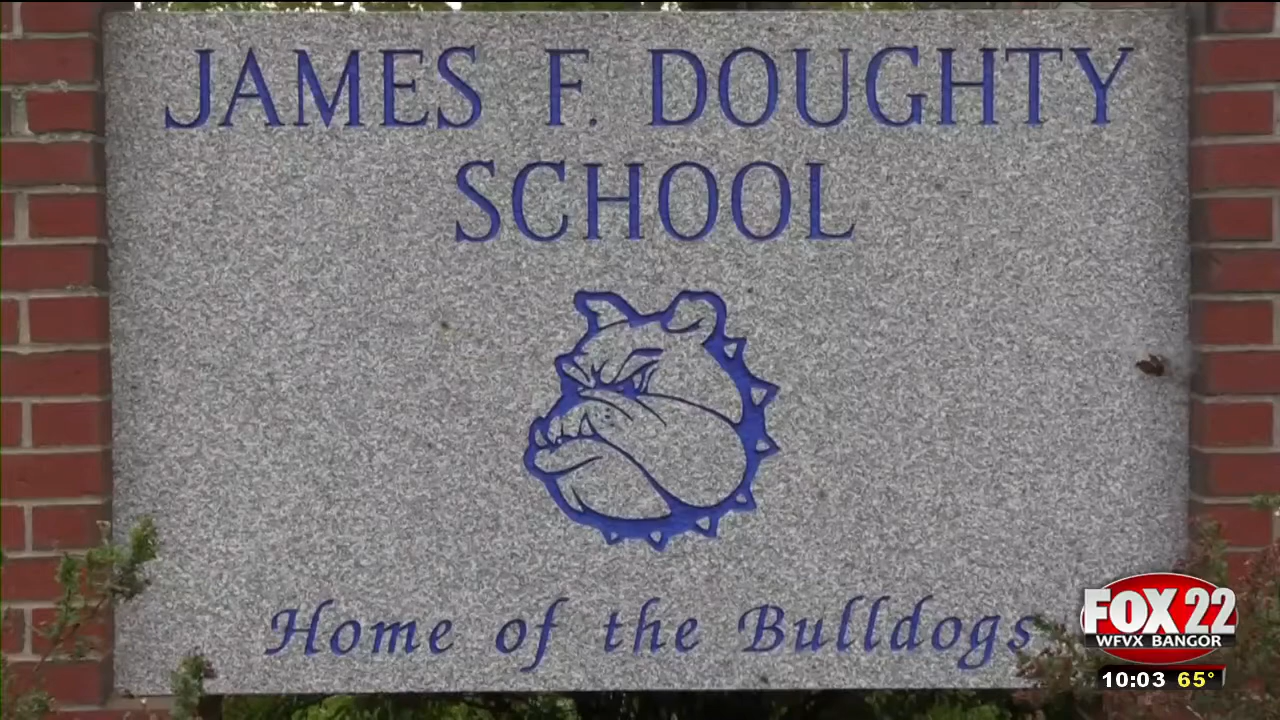 JAMES F. DOUGHTY
SCHOOL
Home of the Bulldogs
FOX 22
WFVX BANGOR
10:03 65°